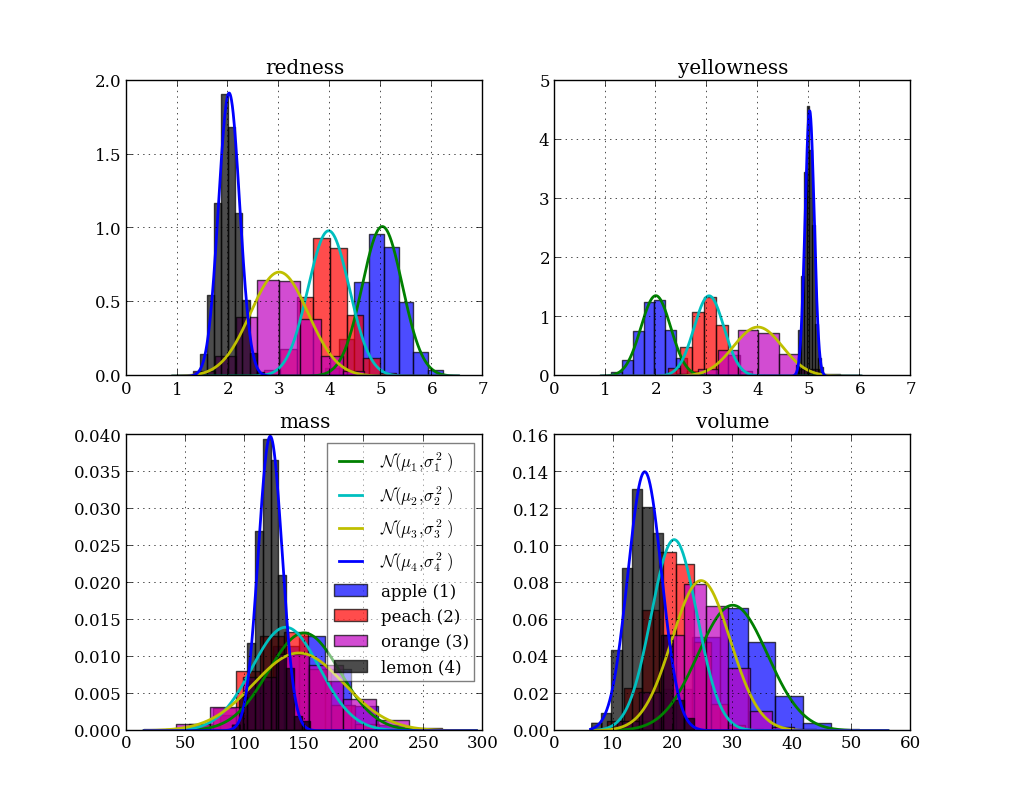 redness
2.0
1.5
1.0
0.5
0.0
0 1 2 3 4 5 6 7
yellowness
5
4
3
2
1
0
0 1 2 3 4 5 6 7
mass
0.040
0.035
0.030
0.025
0.020
0.015
0.010
0.005
0.000
0 50 100 150 200 250 300
𝒩(μ₁,σ₁²)
𝒩(μ₂,σ₂²)
𝒩(μ₃,σ₃²)
𝒩(μ₄,σ₄²)
apple (1)
peach (2)
orange (3)
lemon (4)
volume
0.16
0.14
0.12
0.10
0.08
0.06
0.04
0.02
0.00
0 10 20 30 40 50 60